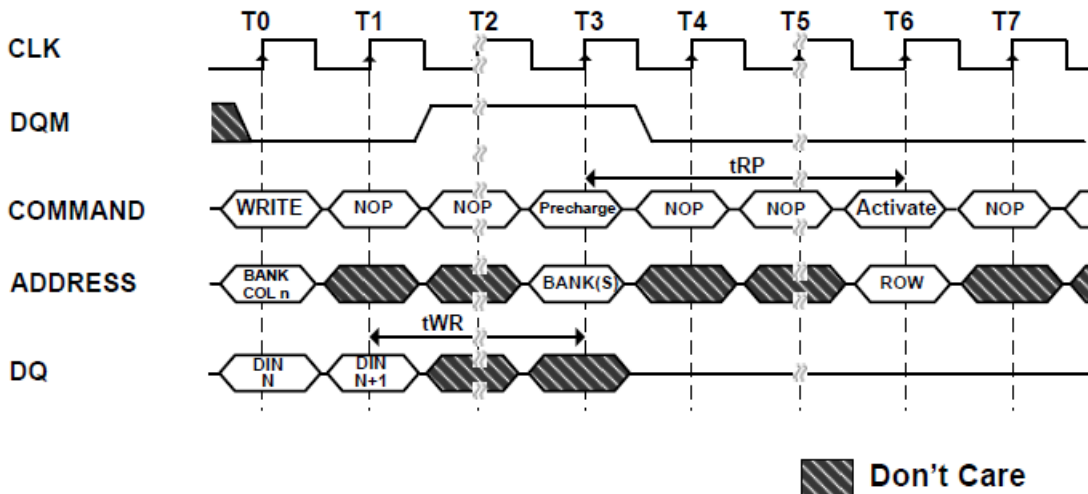 T0 T1 T2 T3 T4 T5 T6 T7
CLK
DQM
tRP
COMMAND WRITE NOP NOP Precharge NOP NOP Activate NOP
ADDRESS BANK COL n BANK(S) ROW
tWR
DQ DIN N DIN N+1
Don't Care